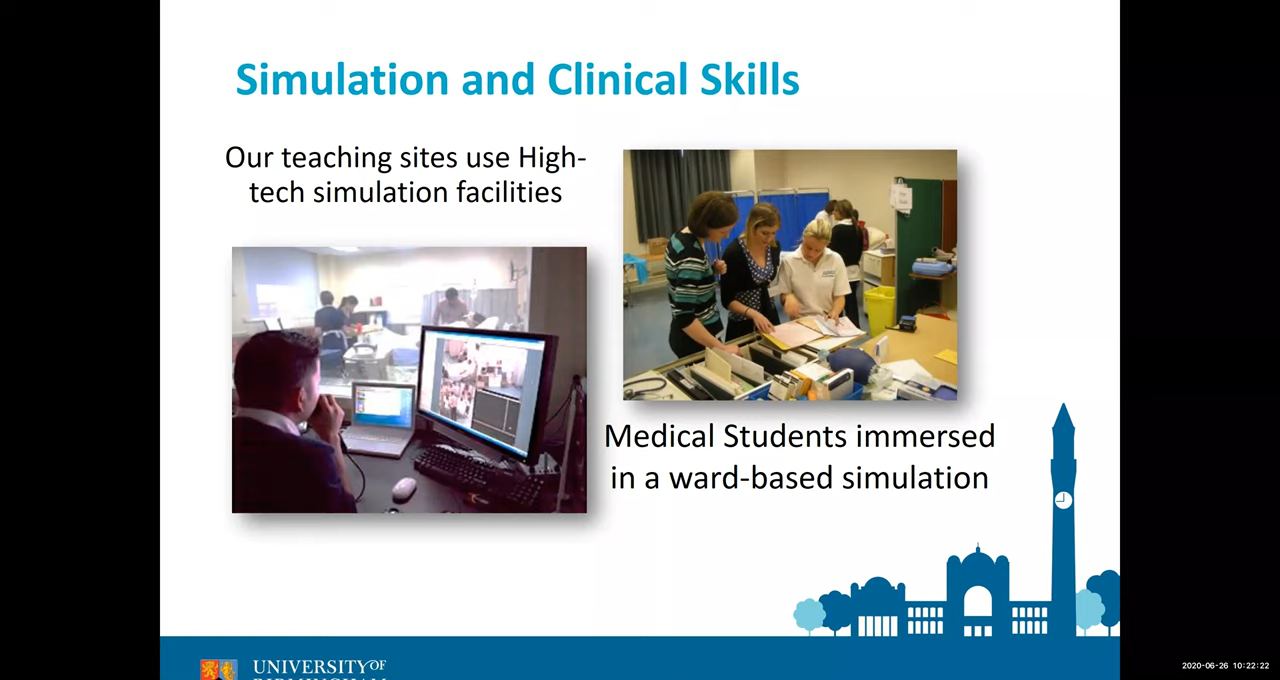 Simulation and Clinical Skills
Our teaching sites use High-
tech simulation facilities
Medical Students immersed
in a ward-based simulation
UNIVERSITY OF
BIRMINGHAM
2020-06-26 10:22:22